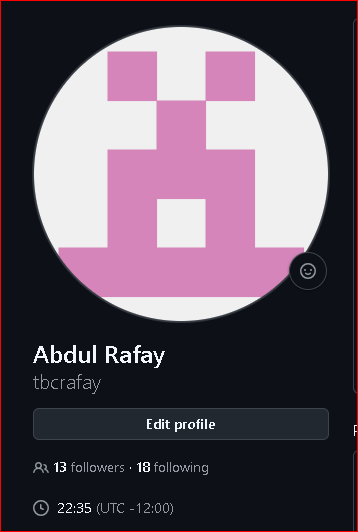 Abdul Rafay
tbcrafay
Edit profile
13 followers · 18 following
22:35 (UTC -12:00)